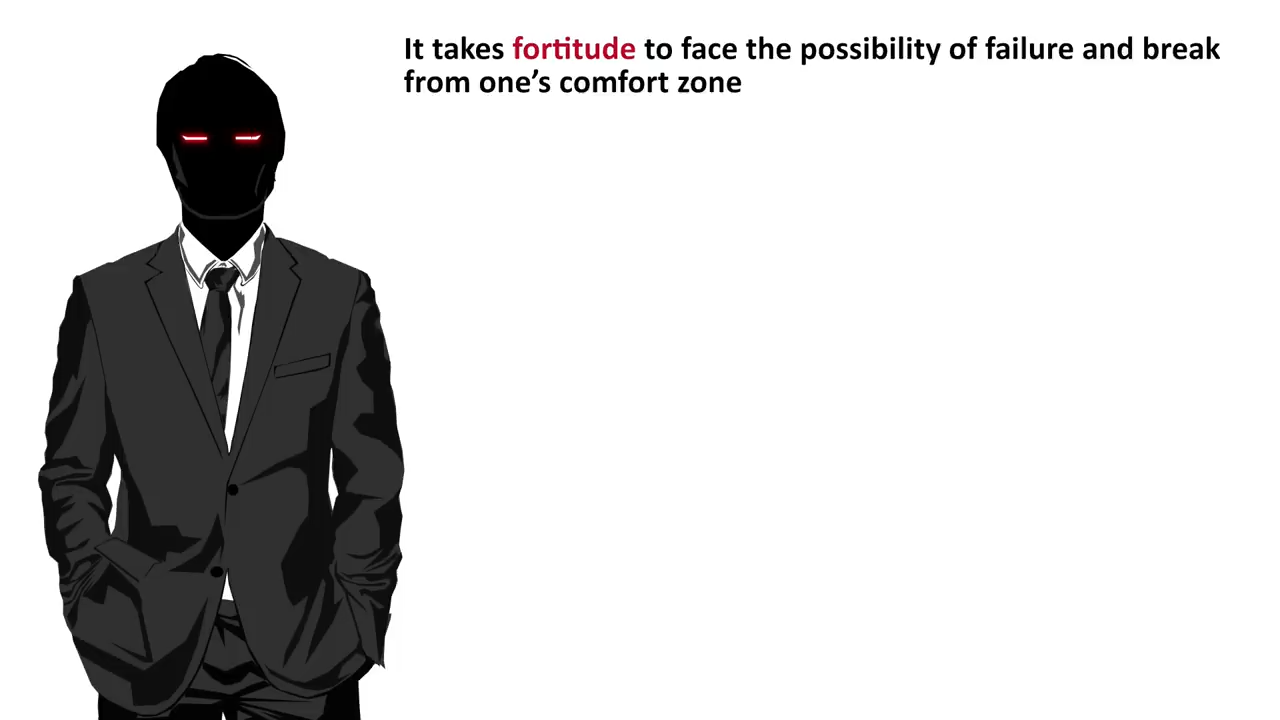 It takes fortitude to face the possibility of failure and break
from one’s comfort zone